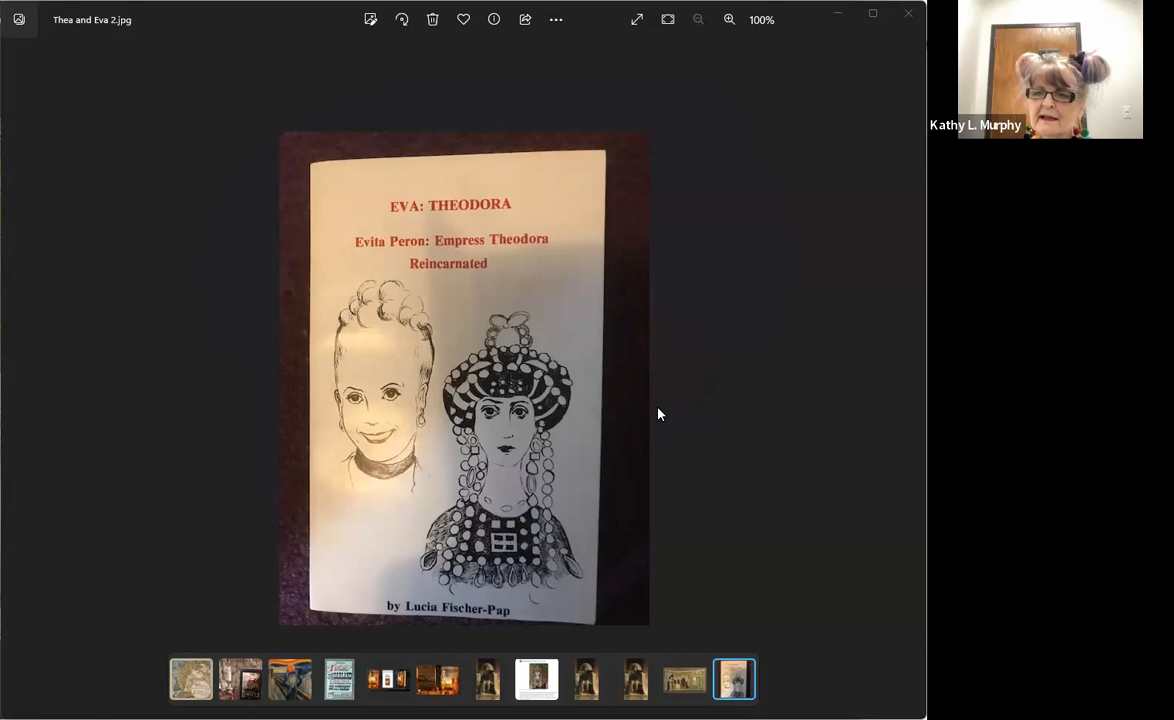 Thea and Eva 2.jpg
100%
Kathy L. Murphy
EVA: THEODORA
Evita Peron: Empress Theodora
Reincarnated
by Lucia Fischer-Pap